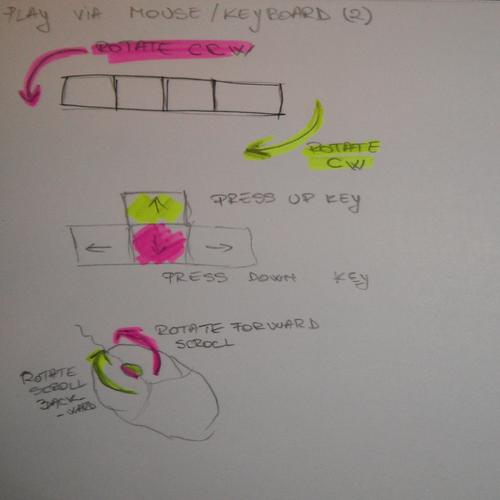 PLAY VIA MOUSE/KEYBOARD (2)
ROTATE CCW
ROTATE
CW
PRESS UP KEY
PRESS DOWN KEY
ROTATE FORWARD
SCROLL
ROTATE
SCROLL
BACK
-WARD